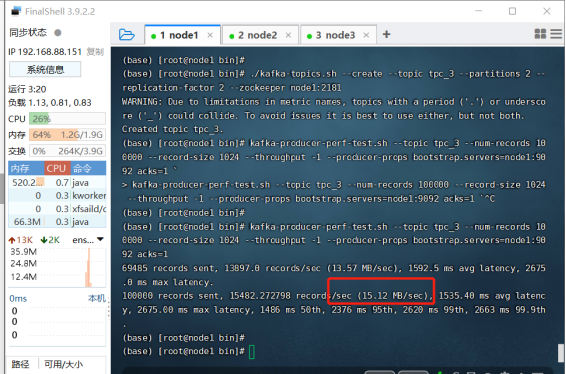 FinalShell 3.9.2.2
同步状态
IP 192.168.88.151 复制
系统信息
运行 3:20
负载 1.13, 0.81, 0.83
CPU 26%
内存 64% 1.2G/1.9G
交换 0% 264K/3.9G
内存 CPU 命令
520.2 0.7 java
0 0.3 kworker
0 0.3 xfsaild/c
66.3M 0.3 java
13K 2K ens...
35.9M
24.8M
12.4M
0ms 本机
0
0
0
路径 可用/大小
1 node1
2 node2
3 node3
(base) [root@node1 bin]#
(base) [root@node1 bin]# ./kafka-topics.sh --create --topic tpc_3 --partitions 2 --
replication-factor 2 --zookeeper node1:2181
WARNING: Due to limitations in metric names, topics with a period ('.') or undersco
re ('_') could collide. To avoid issues it is best to use either, but not both.
Created topic tpc_3.
(base) [root@node1 bin]# kafka-producer-perf-test.sh --topic tpc_3 --num-records 10
0000 --record-size 1024 --throughput -1 --producer-props bootstrap.servers=node1:90
92 acks=1 `
> kafka-producer-perf-test.sh --topic tpc_3 --num-records 100000 --record-size 1024
--throughput -1 --producer-props bootstrap.servers=node1:9092 acks=1 `^C
(base) [root@node1 bin]#
(base) [root@node1 bin]# kafka-producer-perf-test.sh --topic tpc_3 --num-records 10
0000 --record-size 1024 --throughput -1 --producer-props bootstrap.servers=node1:90
92 acks=1
69485 records sent, 13897.0 records/sec (13.57 MB/sec), 1592.5 ms avg latency, 2675
.0 ms max latency.
100000 records sent, 15482.272798 records/sec (15.12 MB/sec), 1535.40 ms avg latenc
y, 2675.00 ms max latency, 1486 ms 50th, 2376 ms 95th, 2620 ms 99th, 2663 ms 99.9th
.
(base) [root@node1 bin]#
(base) [root@node1 bin]#